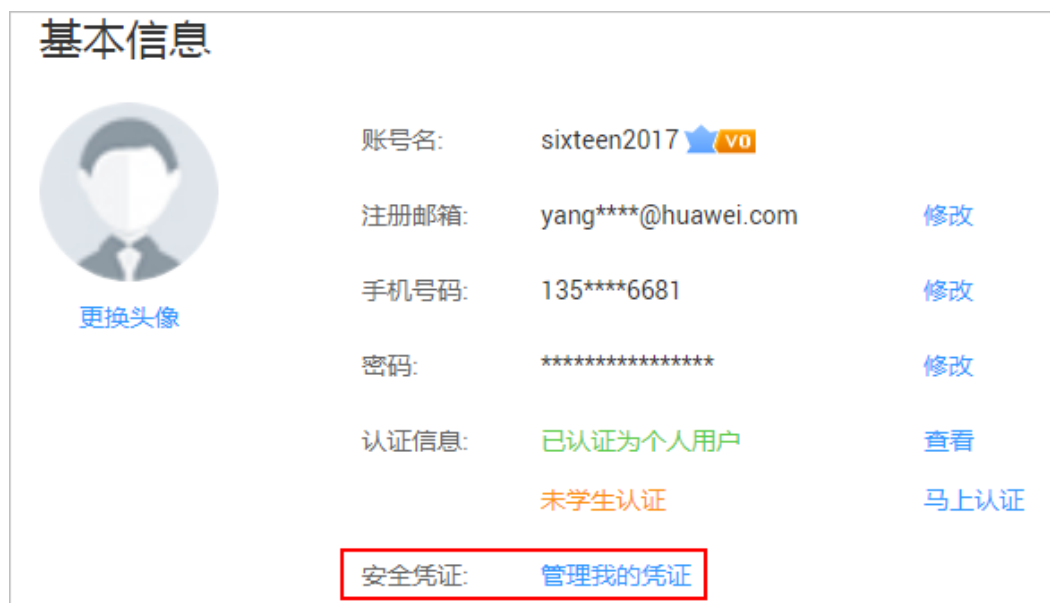 基本信息
账号名: sixteen2017 V0
注册邮箱: yang****@huawei.com 修改
手机号码: 135****6681 修改
更换头像
密码: **************** 修改
认证信息: 已认证为个人用户 查看
未学生认证 马上认证
安全凭证: 管理我的凭证